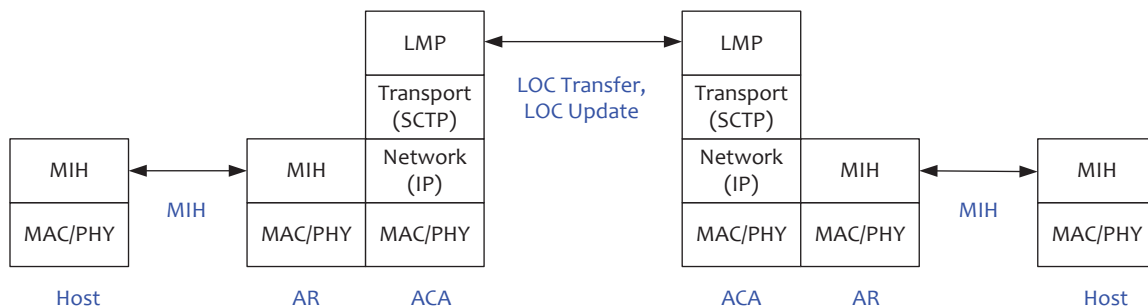 LMP
LMP
LOC Transfer,
LOC Update
Transport
(SCTP)
Transport
(SCTP)
MIH
MIH
Network
(IP)
Network
(IP)
MIH
MIH
MIH
MIH
MAC/PHY
MAC/PHY
MAC/PHY
MAC/PHY
MAC/PHY
MAC/PHY
Host
AR
ACA
ACA
AR
Host